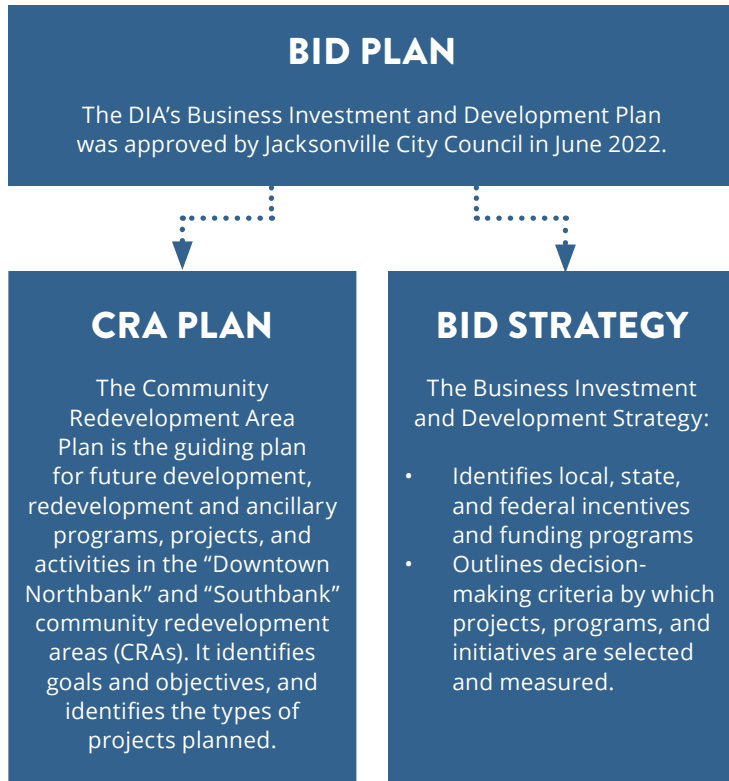 BID PLAN
The DIA's Business Investment and Development Plan
was approved by Jacksonville City Council in June 2022.
CRA PLAN
The Community
Redevelopment Area
Plan is the guiding plan
for future development,
redevelopment and ancillary
programs, projects, and
activities in the “Downtown
Northbank” and “Southbank”
community redevelopment
areas (CRAs). It identifies
goals and objectives, and
identifies the types of
projects planned.
BID STRATEGY
The Business Investment
and Development Strategy:
• Identifies local, state,
and federal incentives
and funding programs
• Outlines decision-
making criteria by which
projects, programs, and
initiatives are selected
and measured.